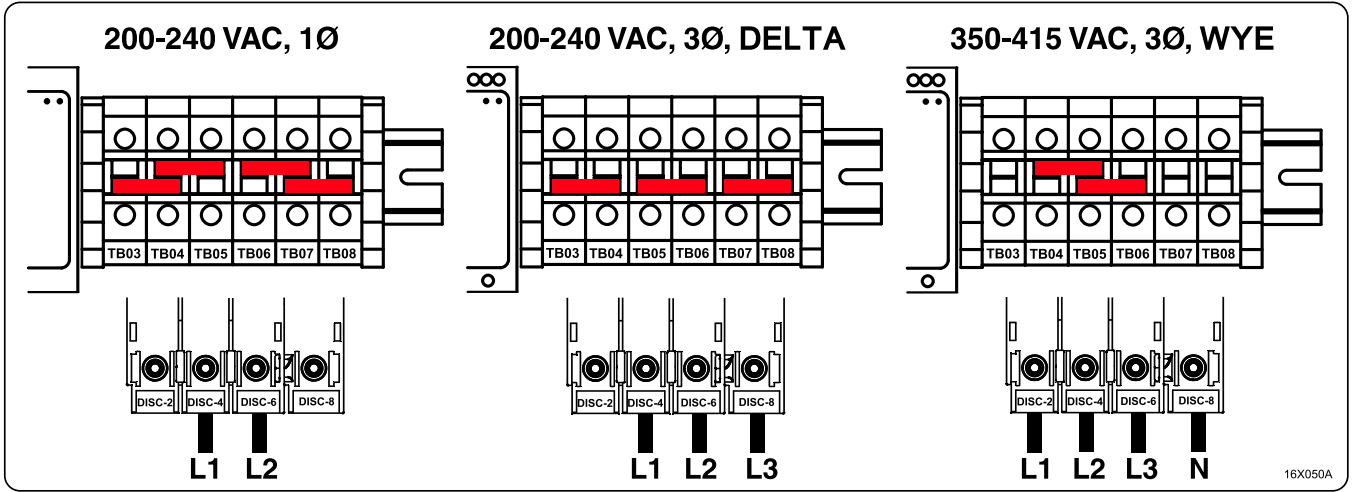 200-240 VAC, 1Ø
TB03 TB04 TB05 TB06 TB07 TB08
DISC-2 DISC-4 DISC-6 DISC-8
L1 L2
200-240 VAC, 3Ø, DELTA
TB03 TB04 TB05 TB06 TB07 TB08
DISC-2 DISC-4 DISC-6 DISC-8
L1 L2 L3
350-415 VAC, 3Ø, WYE
TB03 TB04 TB05 TB06 TB07 TB08
DISC-2 DISC-4 DISC-6 DISC-8
L1 L2 L3 N
16X050A